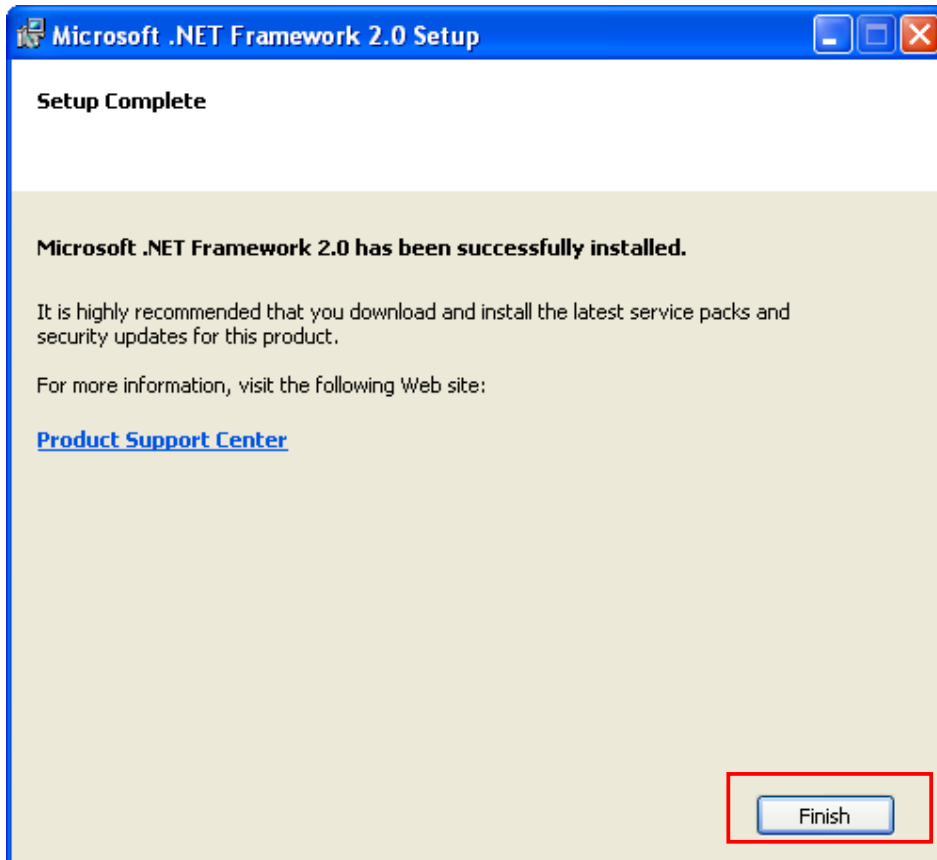 Microsoft .NET Framework 2.0 Setup
Setup Complete
Microsoft .NET Framework 2.0 has been successfully installed.
It is highly recommended that you download and install the latest service packs and
security updates for this product.
For more information, visit the following Web site:
Product Support Center
Finish